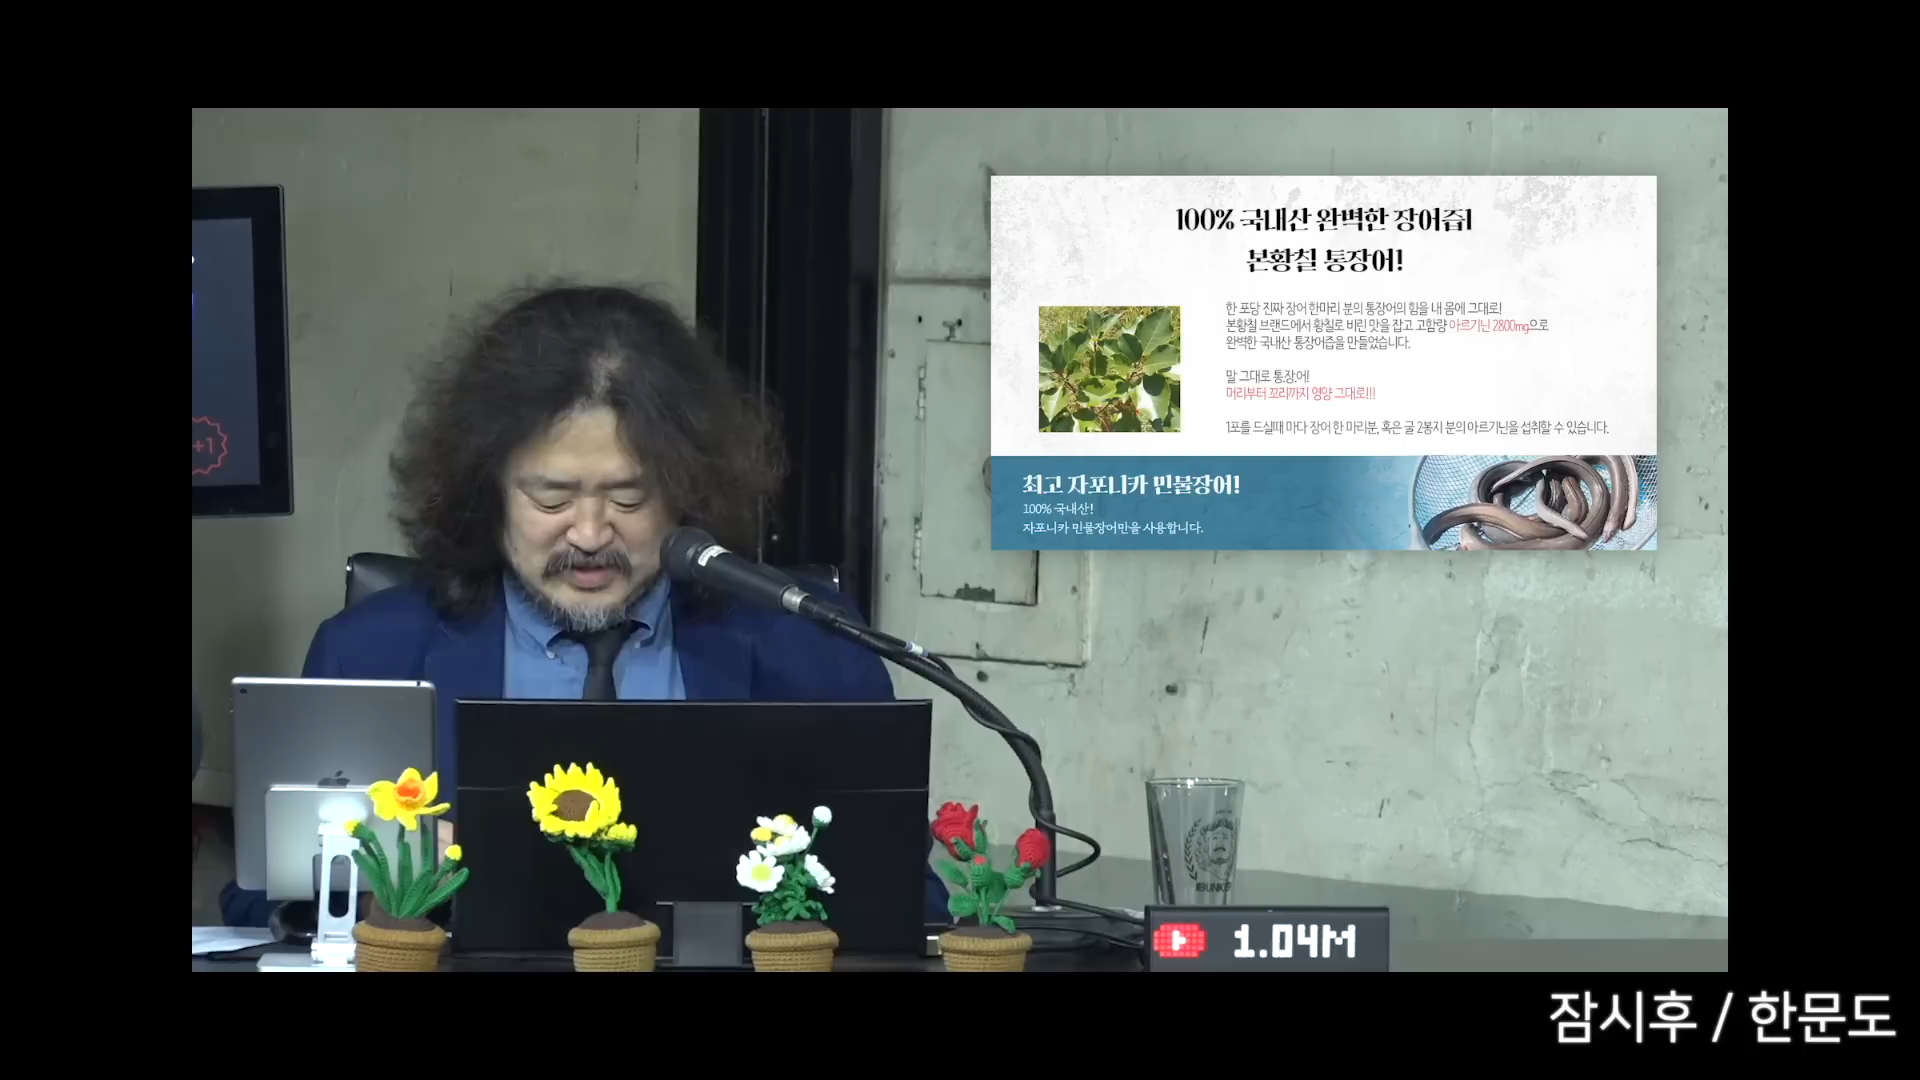 100% 국내산 완벽한 장어즙!
본황칠 통장어!
한 포당 진짜 장어 한마리 분의 통장어의 힘을 내 몸에 그대로!
본황칠 브랜드에서 황칠로 비린 맛을 잡고 고함량 아르기닌 2800mg으로
완벽한 국내산 통장어즙을 만들었습니다.
말 그대로 통.장.어!
머리부터 꼬리까지 영양 그대로!!!
1포를 드실때 마다 장어 한 마리분, 혹은 굴 2봉지 분의 아르기닌을 섭취할 수 있습니다.
최고 자포니카 민물장어!
100% 국내산!
자포니카 민물장어만을 사용합니다.
+1
BUNKER
1.04M
잠시후 / 한문도